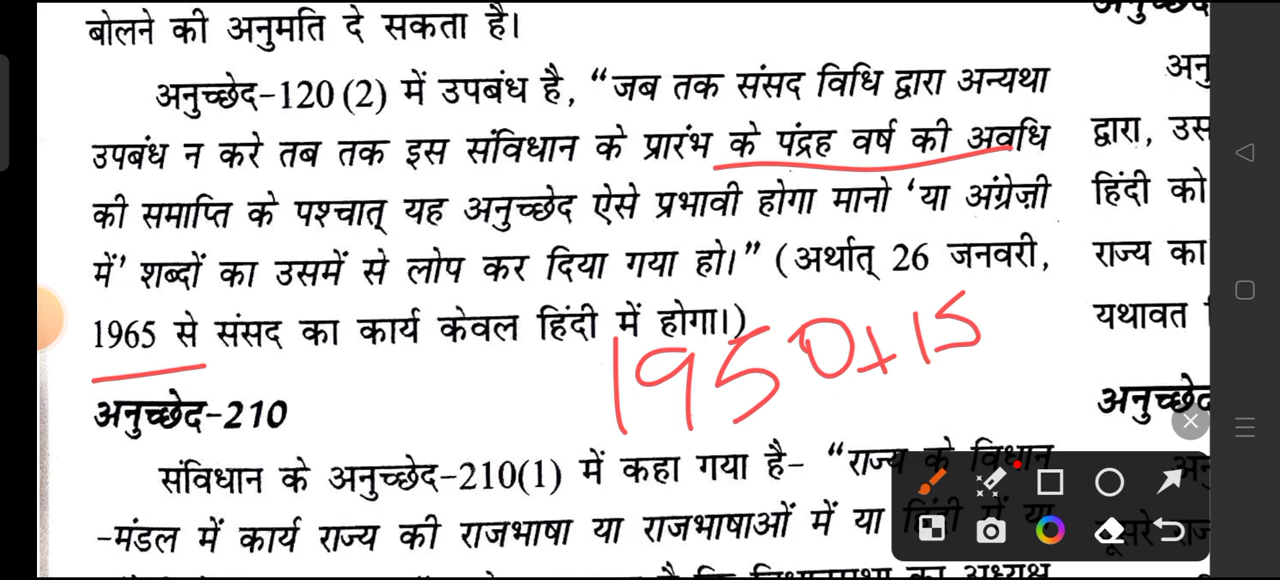 बोलने की अनुमति दे सकता है।
अनुच्छेद-120 (2) में उपबंध है, “जब तक संसद विधि द्वारा अन्यथा
उपबंध न करे तब तक इस संविधान के प्रारंभ के पंद्रह वर्ष की अवधि
की समाप्ति के पश्चात् यह अनुच्छेद ऐसे प्रभावी होगा मानो ‘या अंग्रेज़ी
में’ शब्दों का उसमें से लोप कर दिया गया हो।” (अर्थात् 26 जनवरी,
1965 से संसद का कार्य केवल हिंदी में होगा।)
1950+15
अनुच्छेद-210
संविधान के अनुच्छेद-210(1) में कहा गया है- “राज्य के विधान
-मंडल में कार्य राज्य की राजभाषा या राजभाषाओं में या हिंदी में या
द्वारा, उस
हिंदी को
राज्य का
यथावत
अनुच्छेद